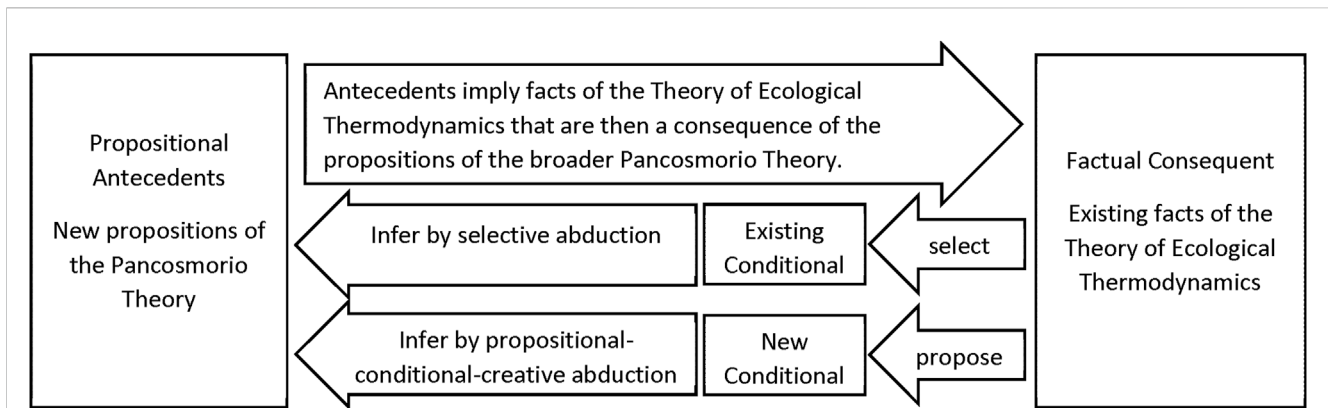 Propositional
Antecedents
New propositions of
the Pancosmorio
Theory
Antecedents imply facts of the Theory of Ecological
Thermodynamics that are then a consequence of the
propositions of the broader Pancosmorio Theory.
Infer by selective abduction
Existing
Conditional
select
Infer by propositional-
conditional-creative abduction
New
Conditional
propose
Factual Consequent
Existing facts of the
Theory of Ecological
Thermodynamics